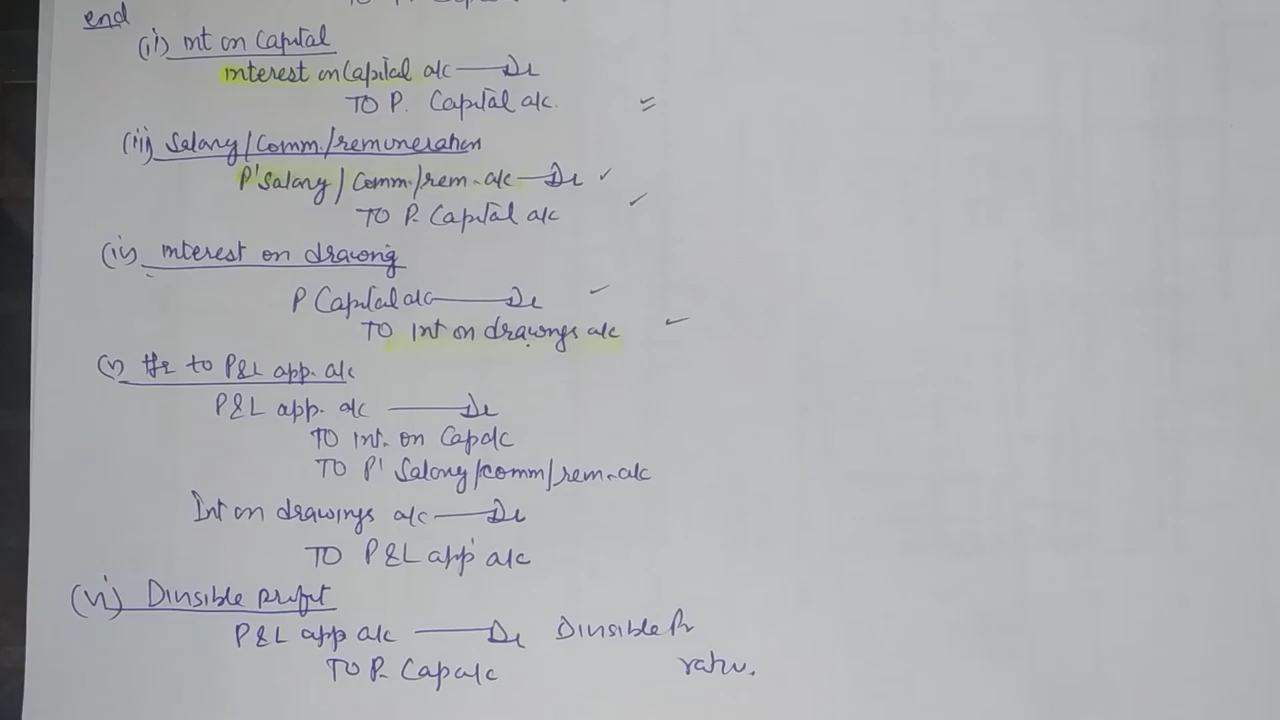 end
(ii) int on Capital
interest on Capital a/c — Dr
TO P. Capital a/c.
(iii) Salary/Comm./remuneration
P' Salary/Comm./rem. a/c — Dr
TO P. Capital a/c
(iv) interest on drawing
P Capital a/c — Dr
TO Int on drawings a/c
(v) tfr to P&L app. a/c
P&L app. a/c — Dr
TO int. on Cap a/c
TO P' Salary/comm/rem. a/c
Int on drawings a/c — Dr
TO P&L app a/c
(vi) Divisible profit
P&L app a/c — Dr Divisible Pr
TO P. Cap a/c ratio.